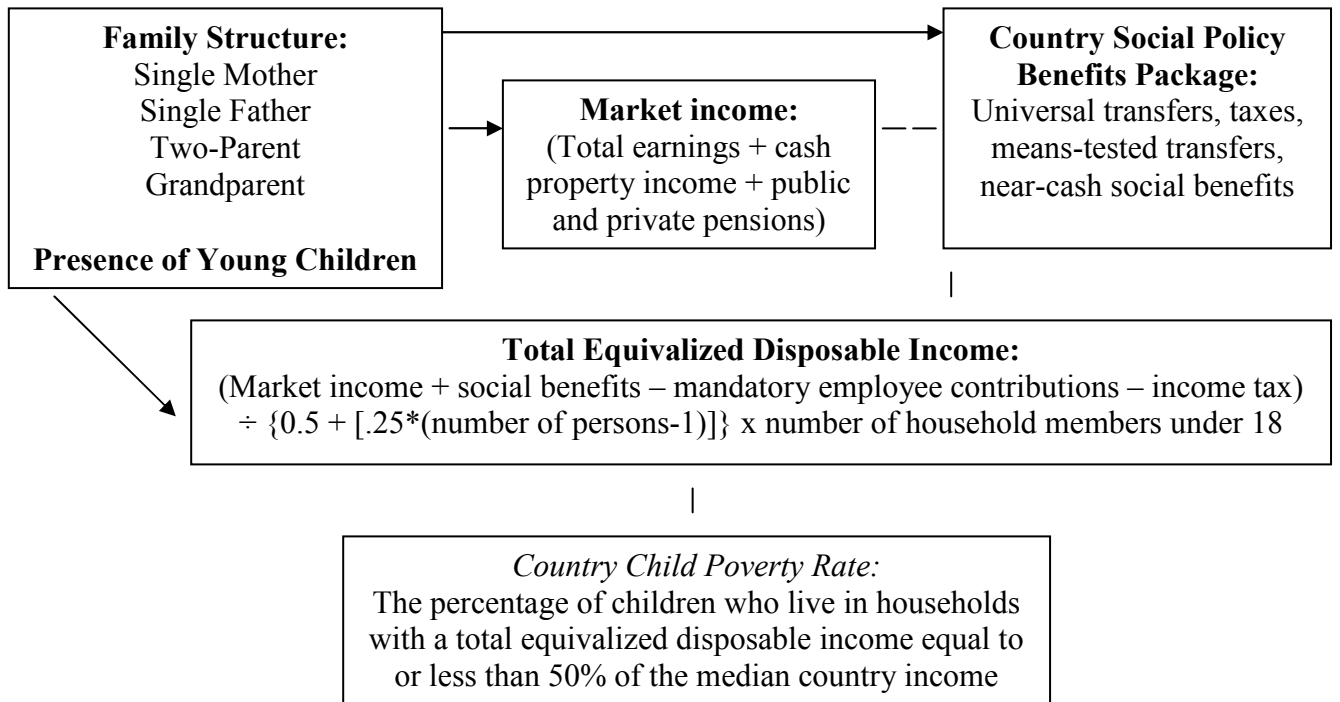 Family Structure:
Single Mother
Single Father
Two-Parent
Grandparent
Presence of Young Children
Market income:
(Total earnings + cash
property income + public
and private pensions)
Country Social Policy
Benefits Package:
Universal transfers, taxes,
means-tested transfers,
near-cash social benefits
Total Equivalized Disposable Income:
(Market income + social benefits – mandatory employee contributions – income tax)
÷ {0.5 + [.25*(number of persons-1)]} x number of household members under 18
Country Child Poverty Rate:
The percentage of children who live in households
with a total equivalized disposable income equal to
or less than 50% of the median country income